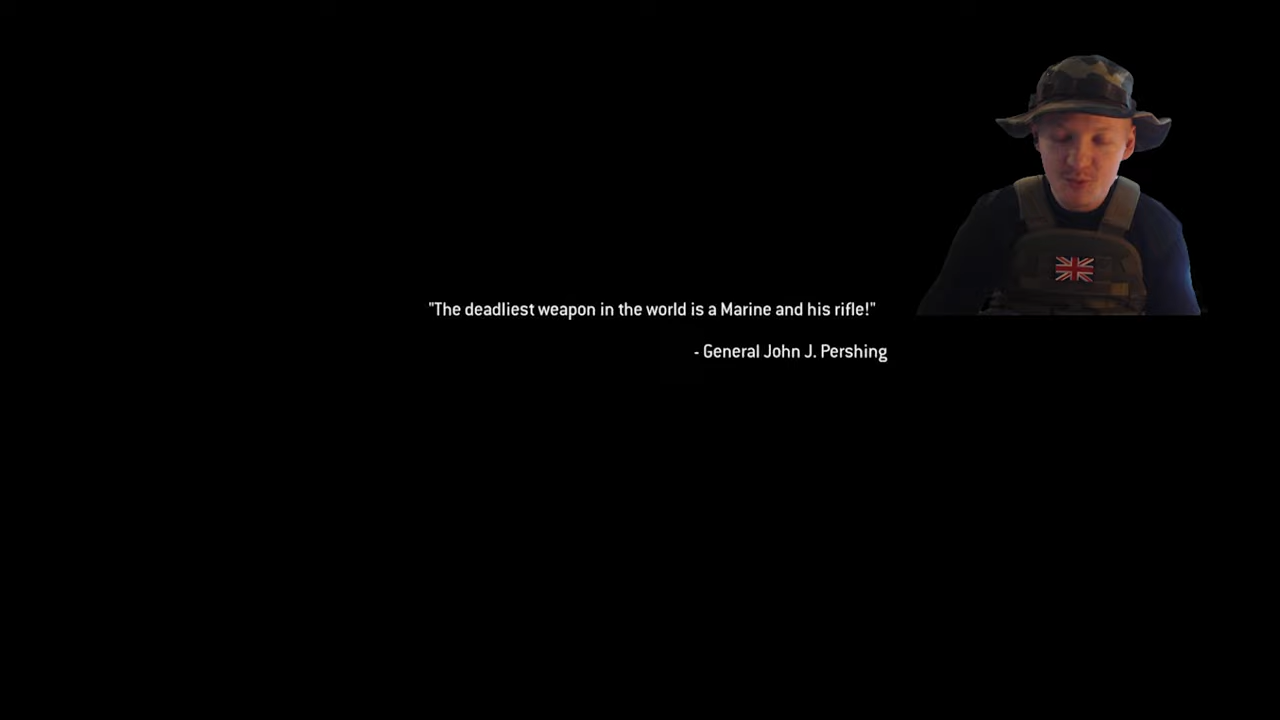 "The deadliest weapon in the world is a Marine and his rifle!"
- General John J. Pershing